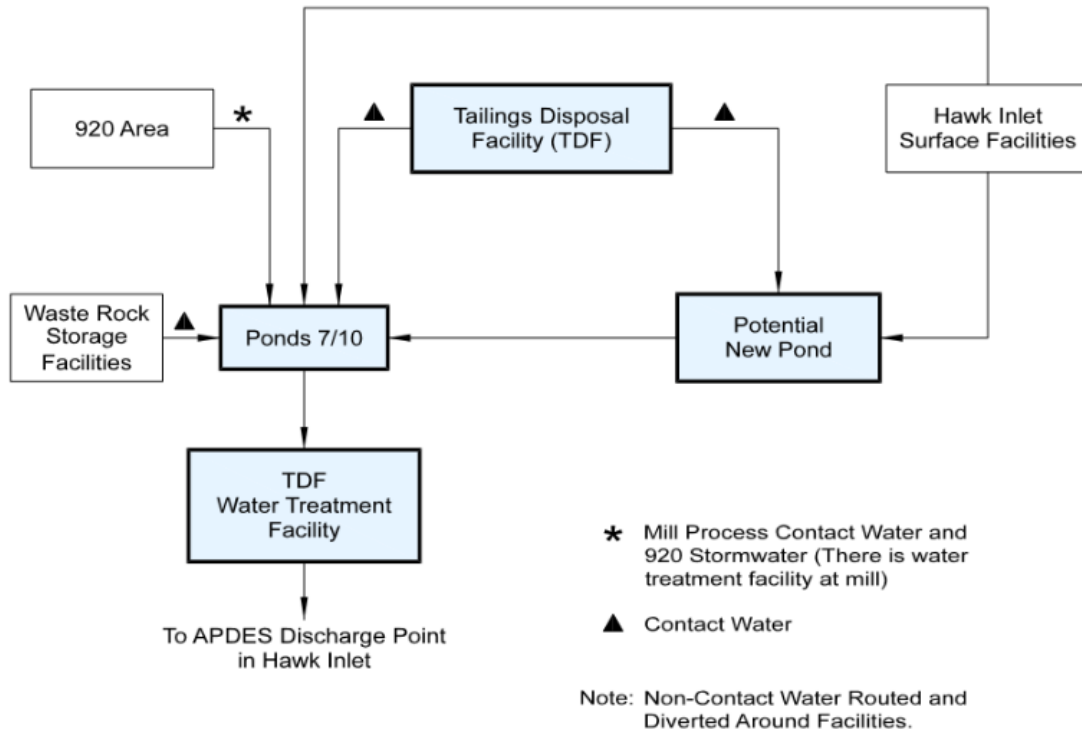 920 Area
*
Tailings Disposal
Facility (TDF)
Hawk Inlet
Surface Facilities
Waste Rock
Storage
Facilities
Ponds 7/10
Potential
New Pond
TDF
Water Treatment
Facility
To APDES Discharge Point
in Hawk Inlet
* Mill Process Contact Water and
920 Stormwater (There is water
treatment facility at mill)
▲ Contact Water
Note: Non-Contact Water Routed and
Diverted Around Facilities.